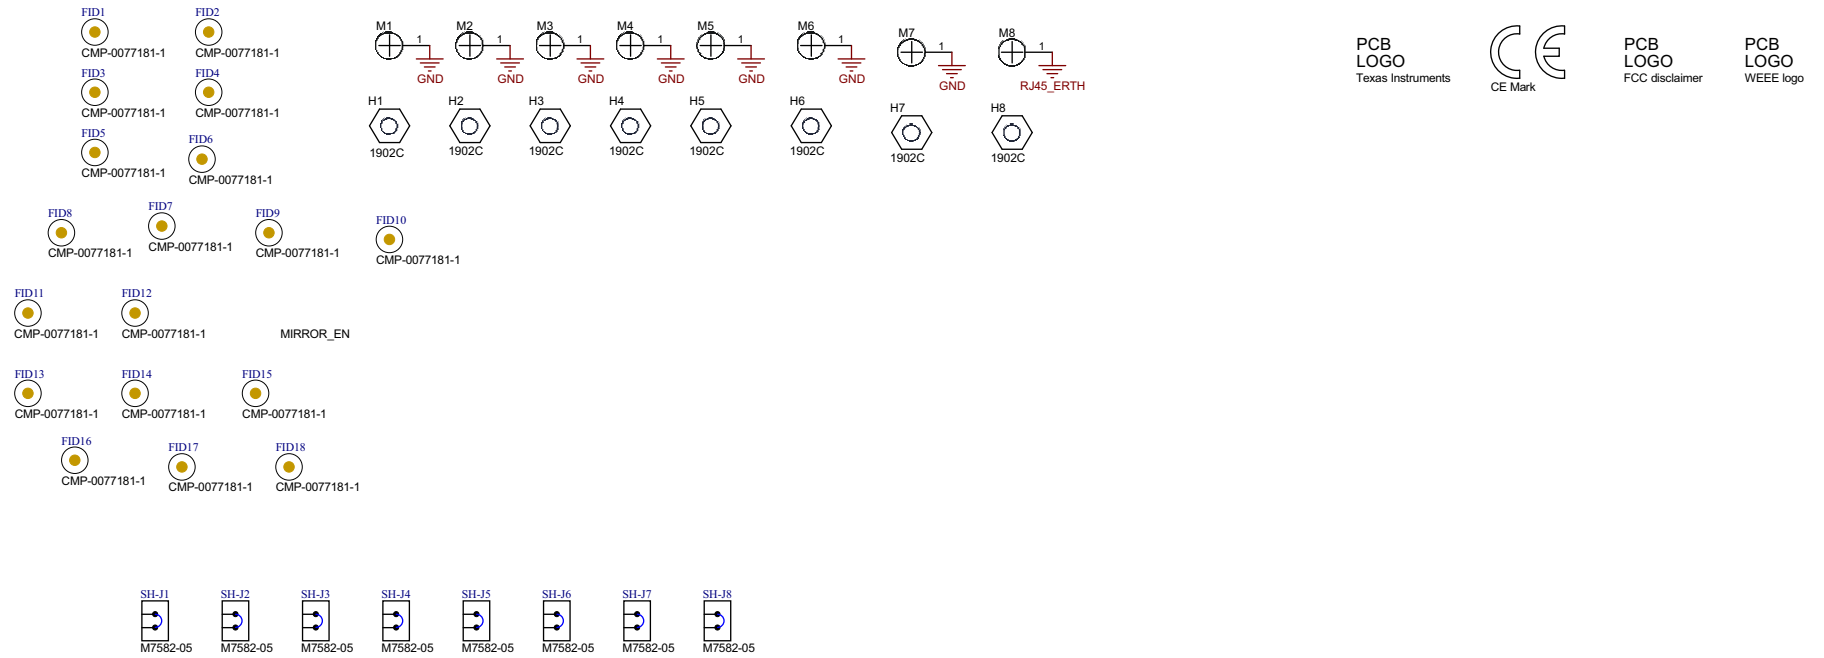 FID1
CMP-0077181-1
FID2
CMP-0077181-1
FID3
CMP-0077181-1
FID4
CMP-0077181-1
FID5
CMP-0077181-1
FID6
CMP-0077181-1
FID8
CMP-0077181-1
FID7
CMP-0077181-1
FID9
CMP-0077181-1
FID10
CMP-0077181-1
FID11
CMP-0077181-1
FID12
CMP-0077181-1
MIRROR_EN
FID13
CMP-0077181-1
FID14
CMP-0077181-1
FID15
CMP-0077181-1
FID16
CMP-0077181-1
FID17
CMP-0077181-1
FID18
CMP-0077181-1
M1
1
GND
M2
1
GND
M3
1
GND
M4
1
GND
M5
1
GND
M6
1
GND
M7
1
GND
M8
1
RJ45_ERTH
H1
1902C
H2
1902C
H3
1902C
H4
1902C
H5
1902C
H6
1902C
H7
1902C
H8
1902C
PCB
LOGO
Texas Instruments
CE
CE Mark
PCB
LOGO
FCC disclaimer
PCB
LOGO
WEEE logo
SH-J1
M7582-05
SH-J2
M7582-05
SH-J3
M7582-05
SH-J4
M7582-05
SH-J5
M7582-05
SH-J6
M7582-05
SH-J7
M7582-05
SH-J8
M7582-05